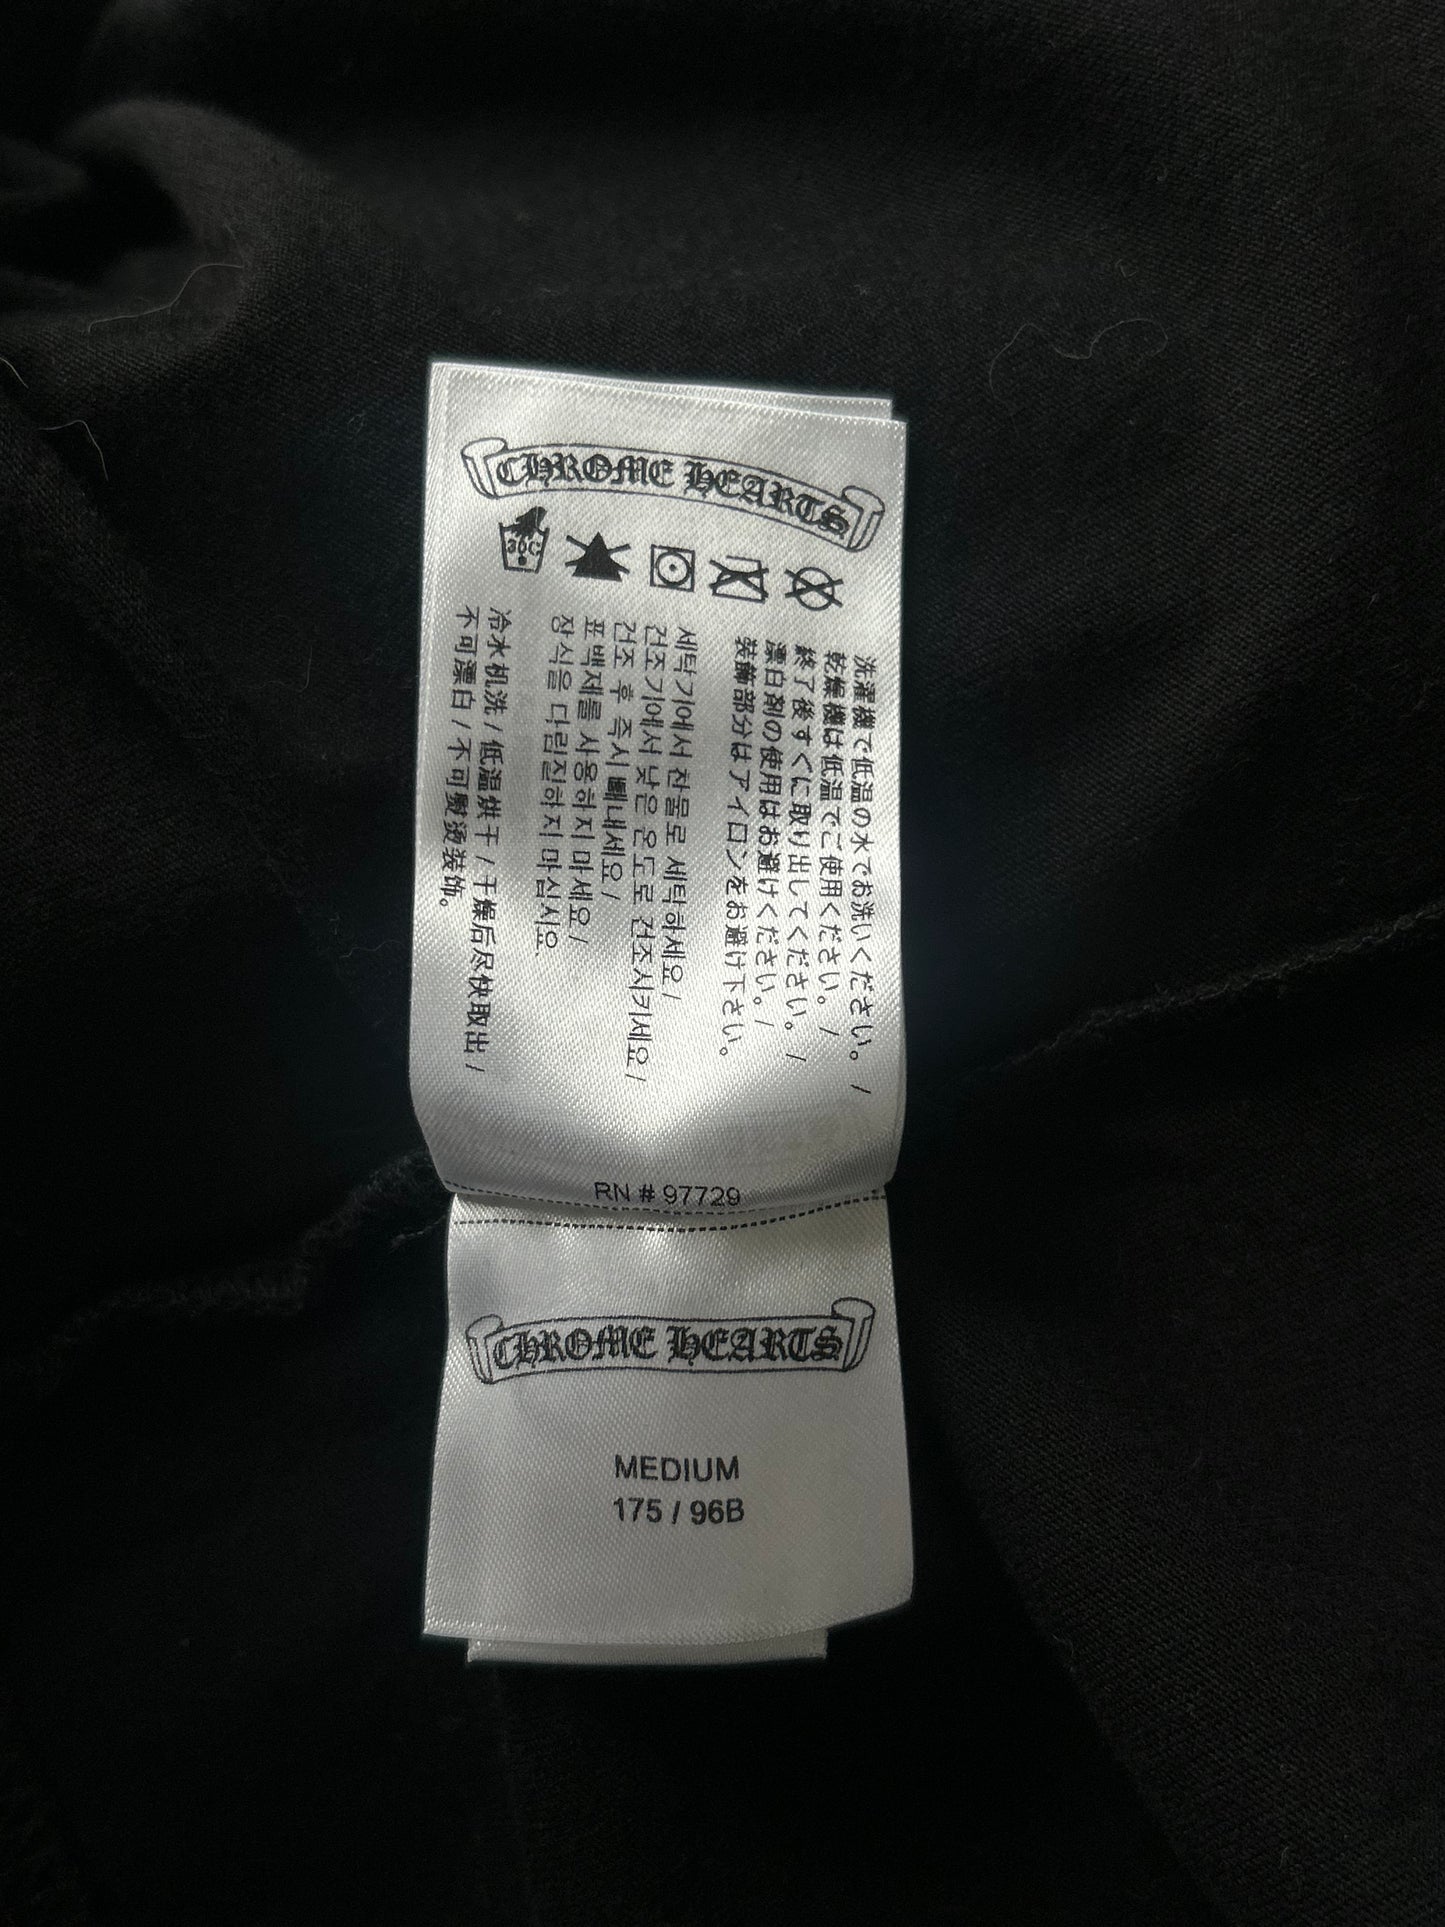 CHROME HEARTS
30C
洗濯機で低温の水でお洗いください。/
乾燥機は低温でご使用ください。/
終了後すぐに取り出してください。/
漂白剤の使用はお避けください。/
装飾部分はアイロンをお避け下さい。
세탁기에서 찬물로 세탁하세요/
건조기에서 낮은 온도로 건조시키세요/
건조 후 즉시 빼내세요/
표백제를 사용하지 마세요/
장식을 다림질하지 마십시요.
冷水机洗/低温烘干/干燥后尽快取出/
不可漂白/不可熨烫装饰。
RN # 97729
CHROME HEARTS
MEDIUM
175 / 96B